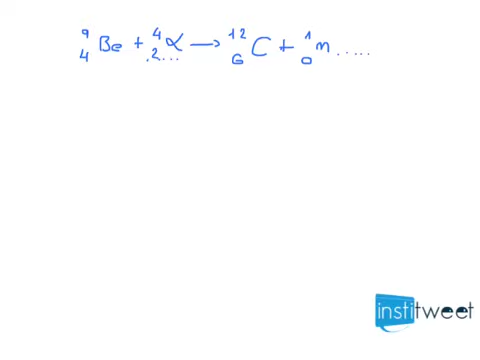 ⁹₄Be + ⁴₂α → ¹²₆C + ¹₀n .....
institweet